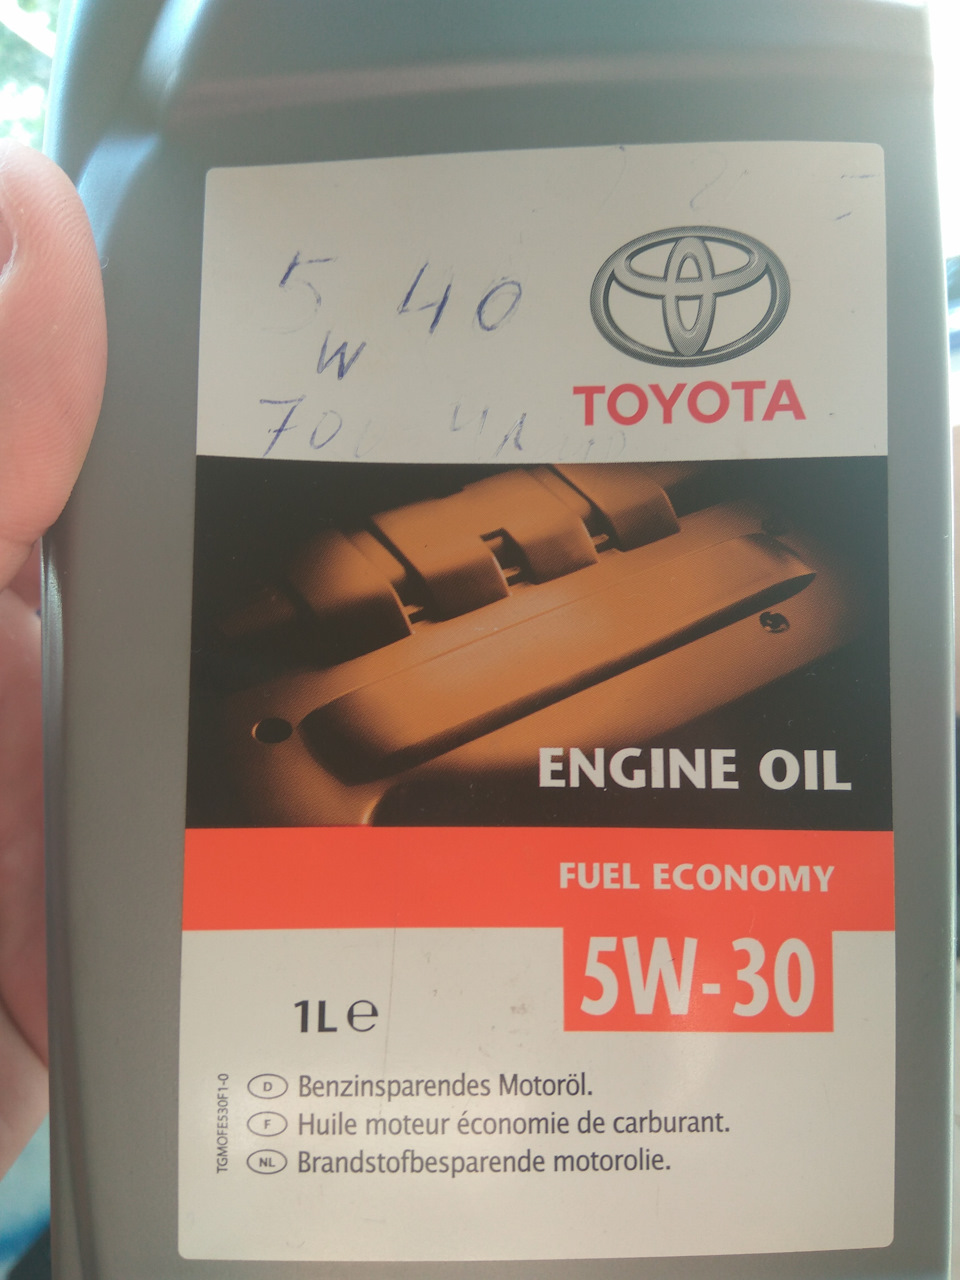 5 W 40
70
TOYOTA
ENGINE OIL
FUEL ECONOMY
5W-30
1L e
TGMOFE530F1-0
D Benzinsparendes Motoröl.
F Huile moteur économie de carburant.
NL Brandstofbesparende motorolie.